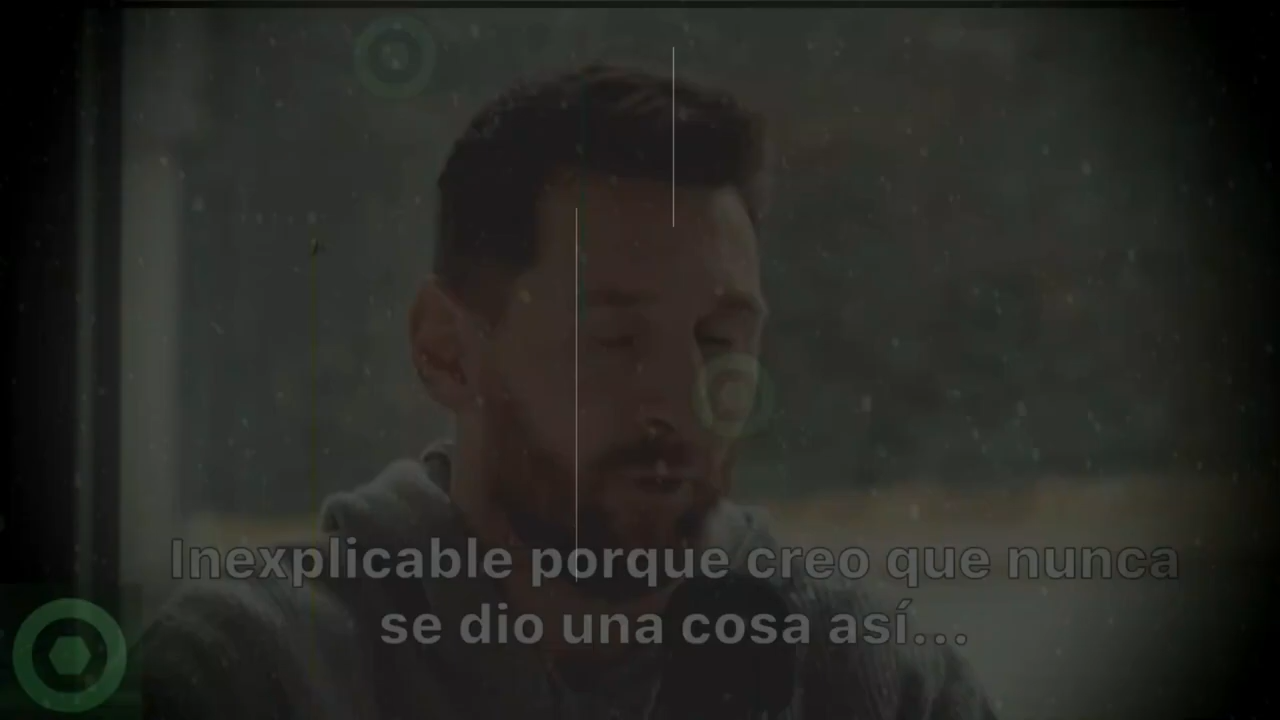 Inexplicable porque creo que nunca
se dio una cosa así...